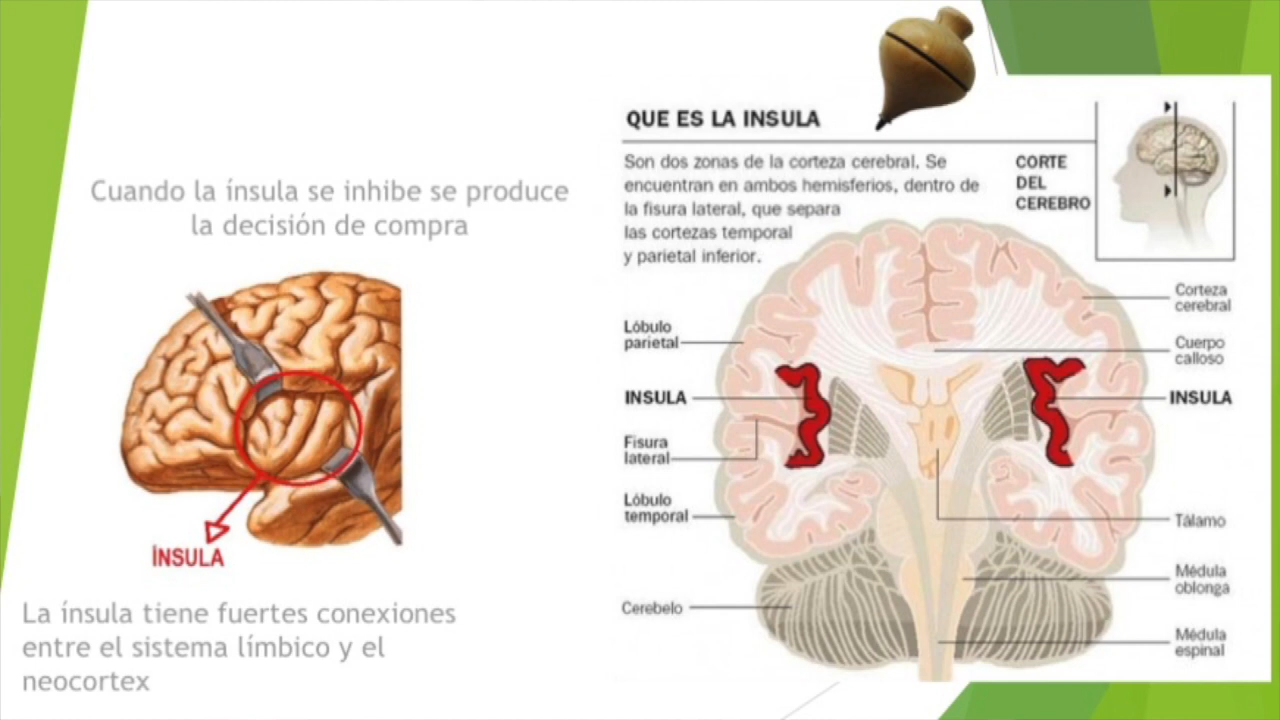 Cuando la ínsula se inhibe se produce
la decisión de compra
ÍNSULA
La ínsula tiene fuertes conexiones
entre el sistema límbico y el
neocortex
QUE ES LA INSULA
Son dos zonas de la corteza cerebral. Se
encuentran en ambos hemisferios, dentro de
la fisura lateral, que separa
las cortezas temporal
y parietal inferior.
CORTE
DEL
CEREBRO
Lóbulo
parietal
INSULA
Fisura
lateral
Lóbulo
temporal
Cerebelo
Corteza
cerebral
Cuerpo
calloso
INSULA
Tálamo
Médula
oblonga
Médula
espinal